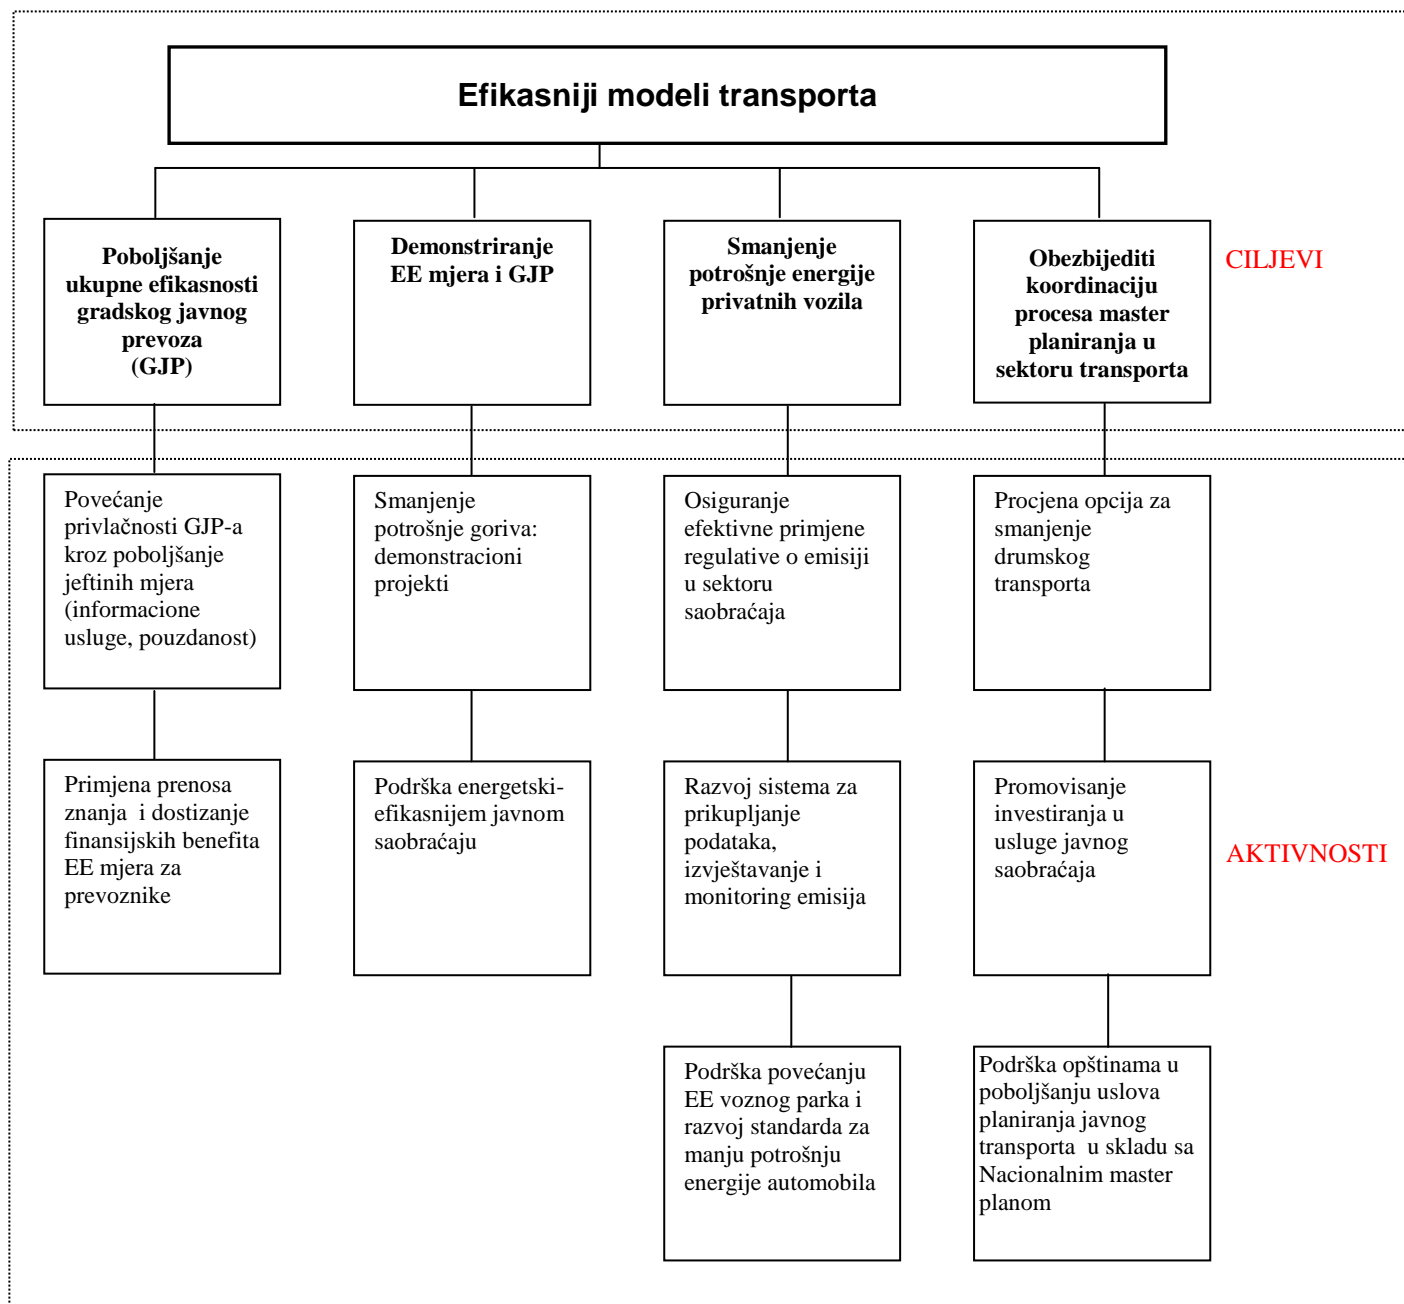 Efikasniji modeli transporta
Poboljšanje
ukupne efikasnosti
gradskog javnog
prevoza
(GJP)
Demonstriranje
EE mjera i GJP
Smanjenje
potrošnje energije
privatnih vozila
Obezbijediti
koordinaciju
procesa master
planiranja u
sektoru transporta
CILJEVI
Povećanje
privlačnosti GJP-a
kroz poboljšanje
jeftinih mjera
(informacione
usluge, pouzdanost)
Smanjenje
potrošnje goriva:
demonstracioni
projekti
Osiguranje
efektivne primjene
regulative o emisiji
u sektoru
saobraćaja
Procjena opcija za
smanjenje
drumskog
transporta
Primjena prenosa
znanja i dostizanje
finansijskih benefita
EE mjera za
prevoznike
Podrška energetski-
efikasnijem javnom
saobraćaju
Razvoj sistema za
prikupljanje
podataka,
izvještavanje i
monitoring emisija
Promovisanje
investiranja u
usluge javnog
saobraćaja
AKTIVNOSTI
Podrška povećanju
EE voznog parka i
razvoj standarda za
manju potrošnju
energije automobila
Podrška opštinama u
poboljšanju uslova
planiranja javnog
transporta u skladu sa
Nacionalnim master
planom